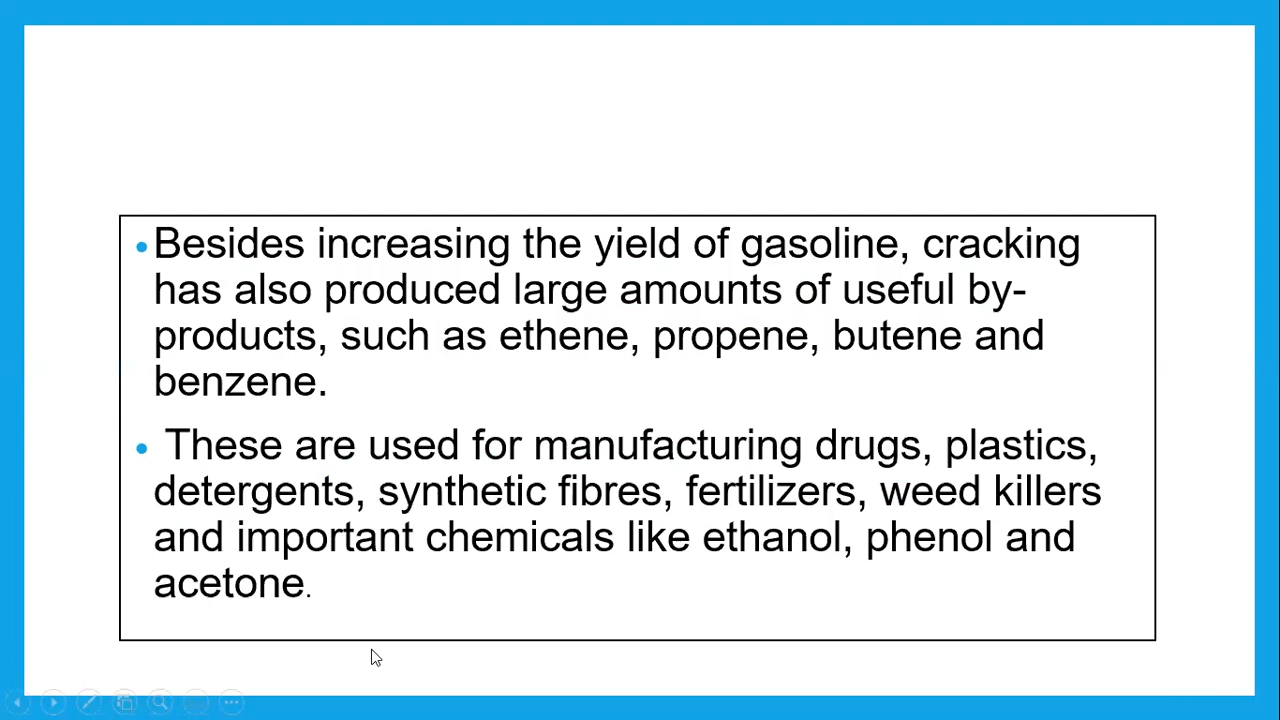 •Besides increasing the yield of gasoline, cracking
has also produced large amounts of useful by-
products, such as ethene, propene, butene and
benzene.
• These are used for manufacturing drugs, plastics,
detergents, synthetic fibres, fertilizers, weed killers
and important chemicals like ethanol, phenol and
acetone.